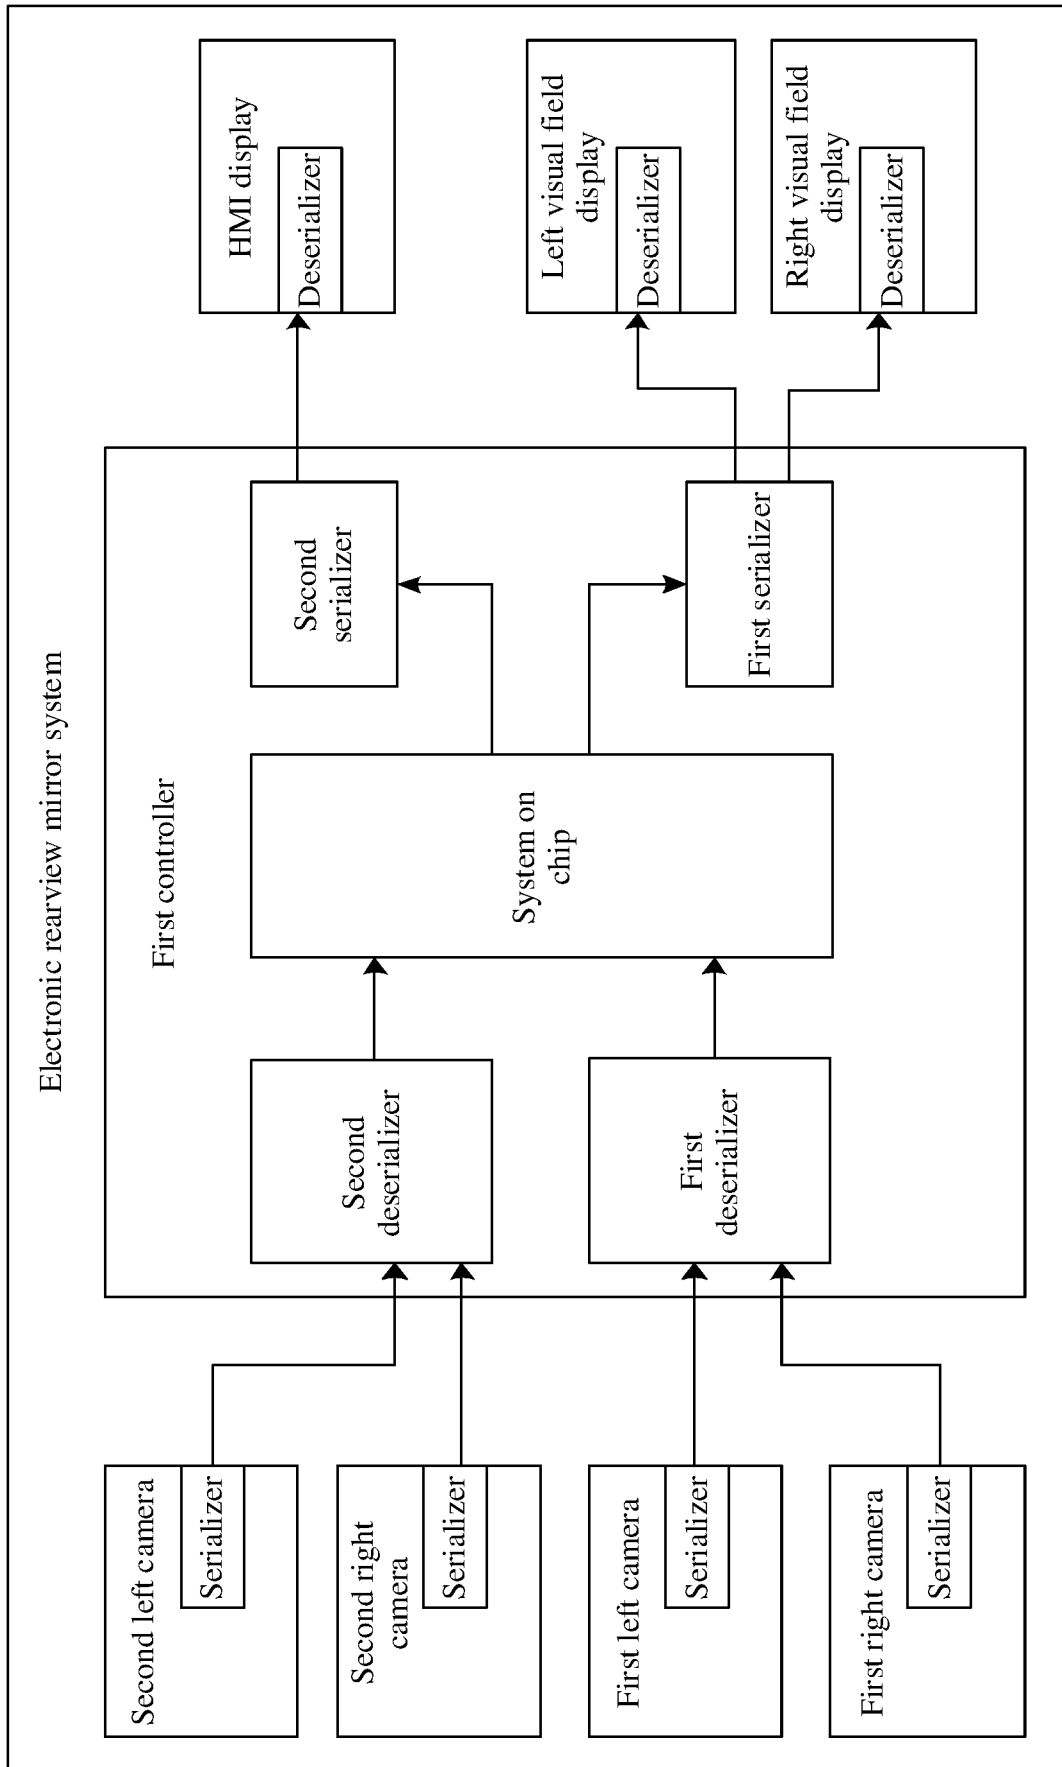 Electronic rearview mirror system
Second left camera
Serializer
Second right
camera
Serializer
First left camera
Serializer
First right camera
Serializer
First controller
Second
deserializer
First
deserializer
System on
chip
Second
serializer
First serializer
HMI display
Deserializer
Left visual field
display
Deserializer
Right visual field
display
Deserializer